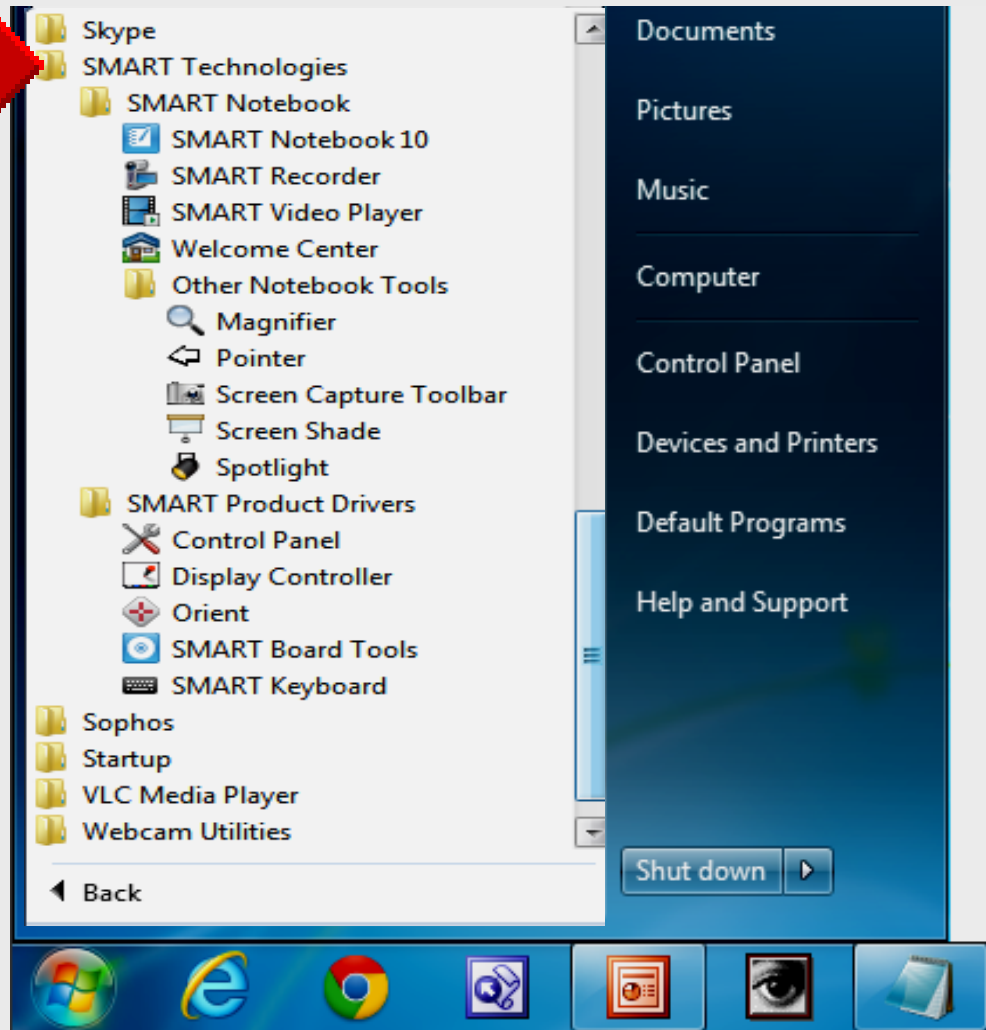 Skype
SMART Technologies
SMART Notebook
SMART Notebook 10
SMART Recorder
SMART Video Player
Welcome Center
Other Notebook Tools
Magnifier
Pointer
Screen Capture Toolbar
Screen Shade
Spotlight
SMART Product Drivers
Control Panel
Display Controller
Orient
SMART Board Tools
SMART Keyboard
Sophos
Startup
VLC Media Player
Webcam Utilities
Back
Documents
Pictures
Music
Computer
Control Panel
Devices and Printers
Default Programs
Help and Support
Shut down